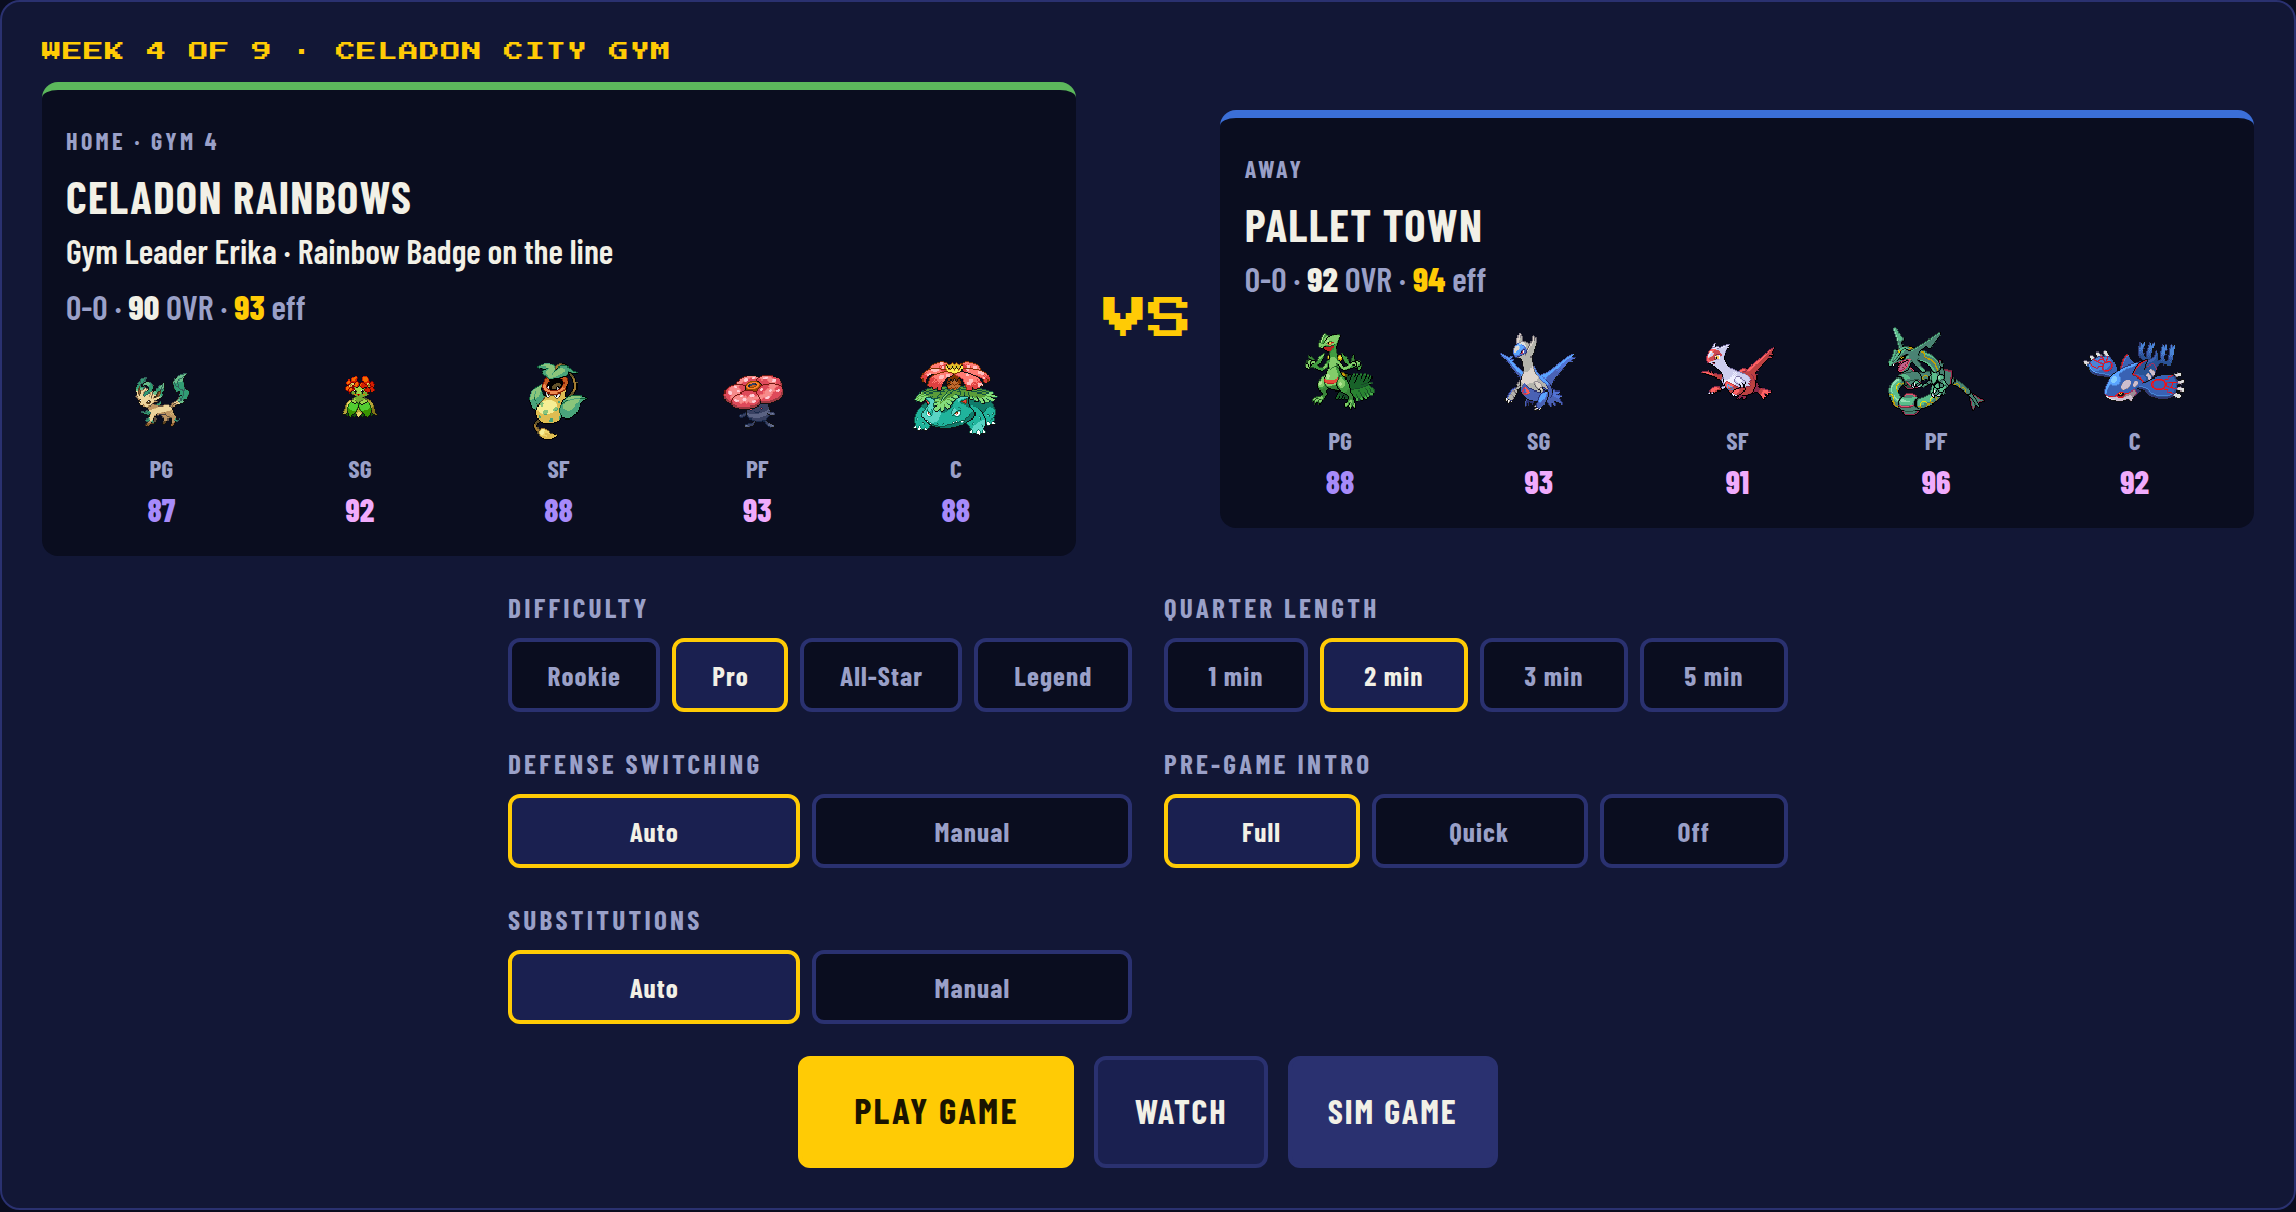 WEEK 4 OF 9 · CELADON CITY GYM
HOME · GYM 4
CELADON RAINBOWS
Gym Leader Erika · Rainbow Badge on the line
0-0 · 90 OVR · 93 eff
PG SG SF PF C
87 92 88 93 88
VS
AWAY
PALLET TOWN
0-0 · 92 OVR · 94 eff
PG SG SF PF C
88 93 91 96 92
DIFFICULTY
Rookie Pro All-Star Legend
QUARTER LENGTH
1 min 2 min 3 min 5 min
DEFENSE SWITCHING
Auto Manual
PRE-GAME INTRO
Full Quick Off
SUBSTITUTIONS
Auto Manual
PLAY GAME WATCH SIM GAME